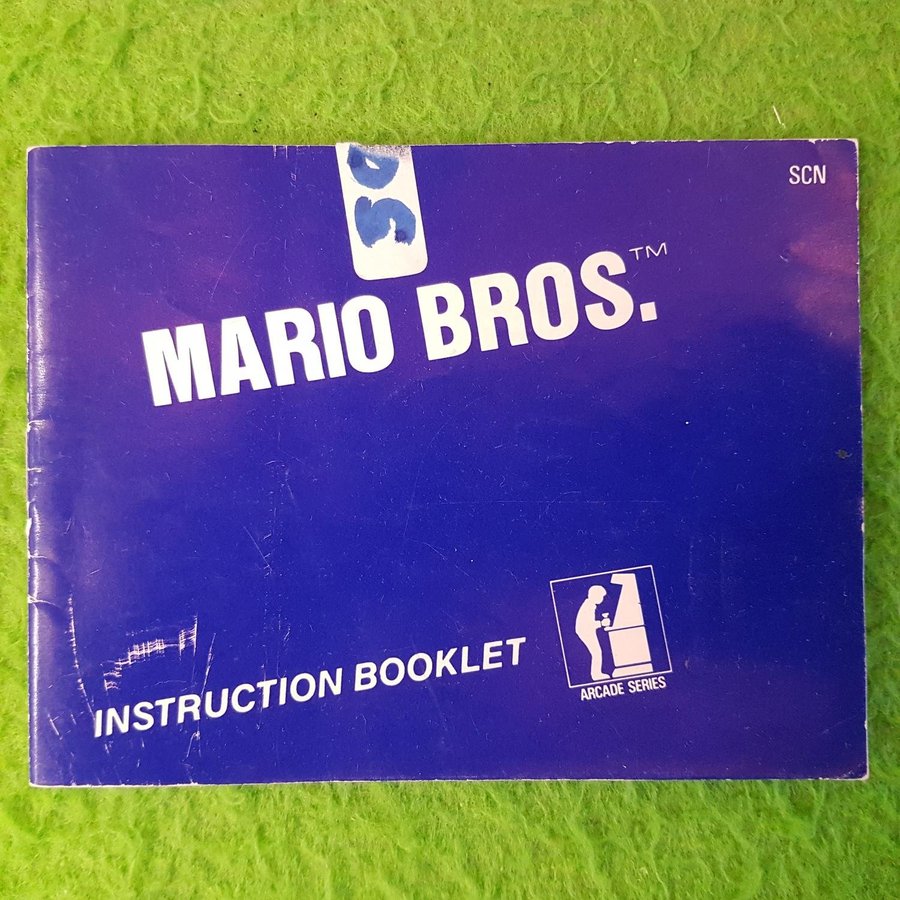 SCN
MARIO BROS.™
INSTRUCTION BOOKLET
ARCADE SERIES